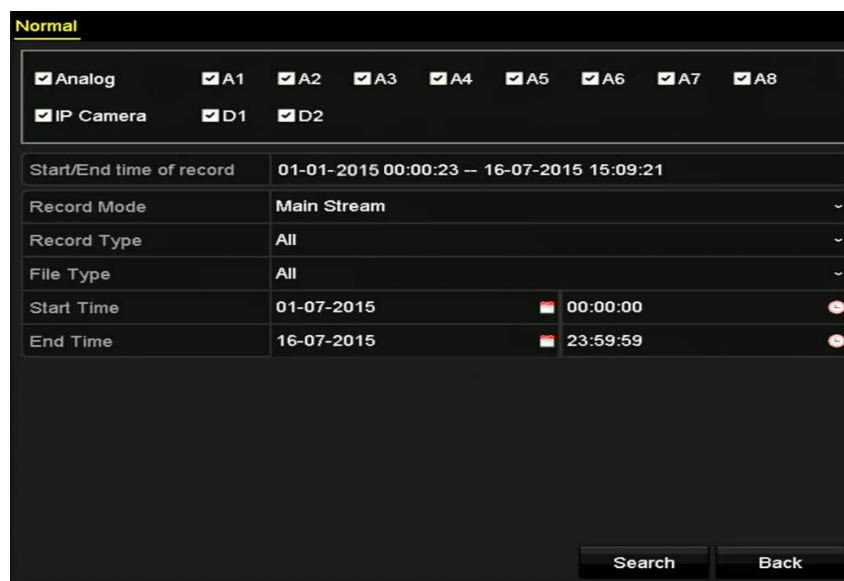 Normal
Analog A1 A2 A3 A4 A5 A6 A7 A8
IP Camera D1 D2
Start/End time of record 01-01-2015 00:00:23 -- 16-07-2015 15:09:21
Record Mode Main Stream
Record Type All
File Type All
Start Time 01-07-2015 00:00:00
End Time 16-07-2015 23:59:59
Search Back